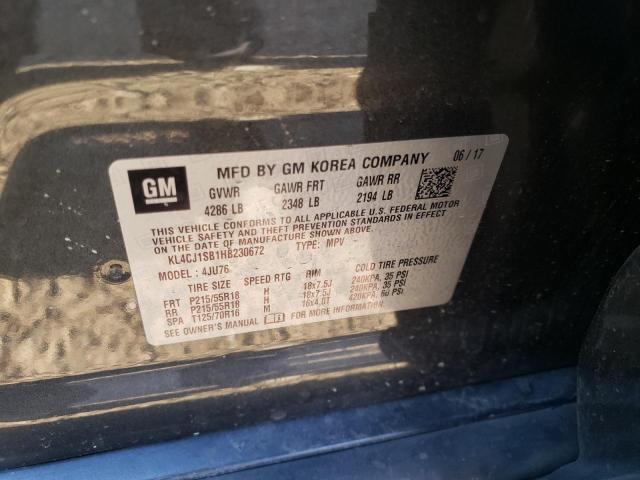 GM
MFD BY GM KOREA COMPANY 06/17
GVWR GAWR FRT GAWR RR
4286 LB 2348 LB 2194 LB
THIS VEHICLE CONFORMS TO ALL APPLICABLE U.S. FEDERAL MOTOR
VEHICLE SAFETY AND THEFT PREVENTION STANDARDS IN EFFECT
ON THE DATE OF MANUFACTURE SHOWN ABOVE.
KL4CJ1SB1HB230672 TYPE: MPV
MODEL: 4JU76
TIRE SIZE SPEED RTG RIM COLD TIRE PRESSURE
FRT P215/55R18 H 18x7.5J 240KPA, 35 PSI
RR P215/55R18 H 18x7.5J 240KPA, 35 PSI
SPA T125/70R16 M 16x4.0T 420KPA, 60 PSI
SEE OWNER'S MANUAL FOR MORE INFORMATION.